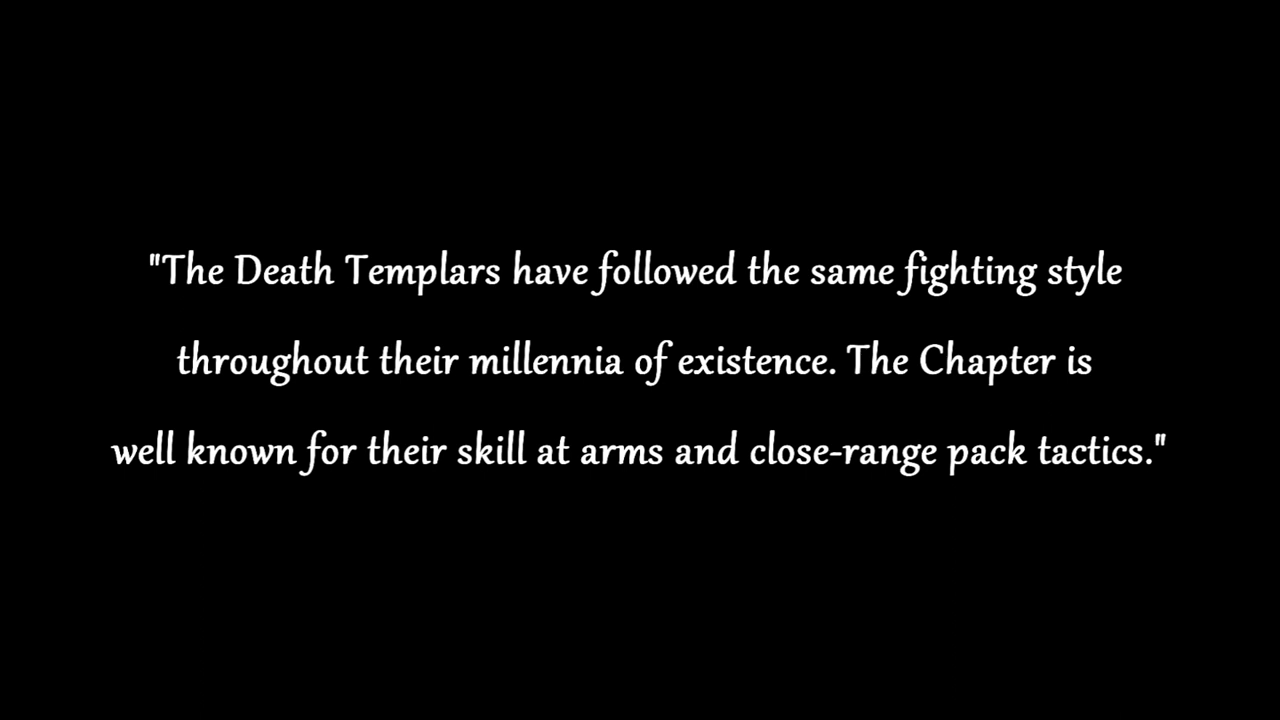 "The Death Templars have followed the same fighting style
throughout their millennia of existence. The Chapter is
well known for their skill at arms and close-range pack tactics."